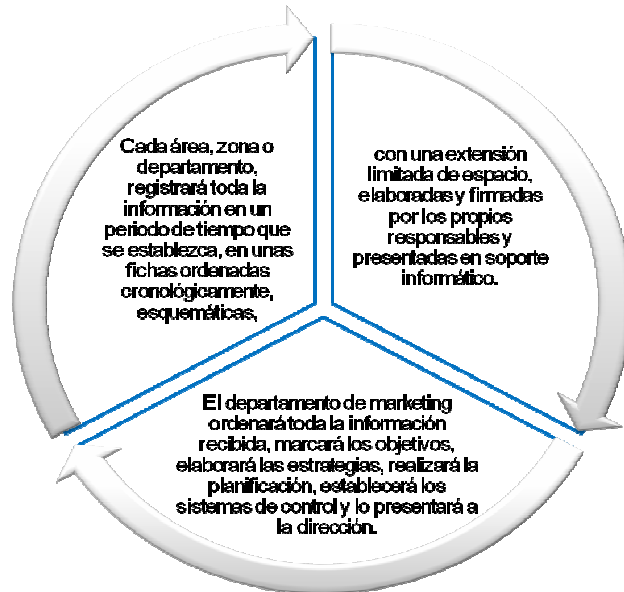 Cada área, zona o
departamento,
registrará toda la
información en un
periodo de tiempo que
se establezca, en unas
fichas ordenadas
cronológicamente,
esquemáticas,
con una extensión
limitada de espacio,
elaboradas y firmadas
por los propios
responsables y
presentadas en soporte
informático.
El departamento de marketing
ordenará toda la información
recibida, marcará los objetivos,
elaborará las estrategias, realizará la
planificación, establecerá los
sistemas de control y lo presentará a
la dirección.